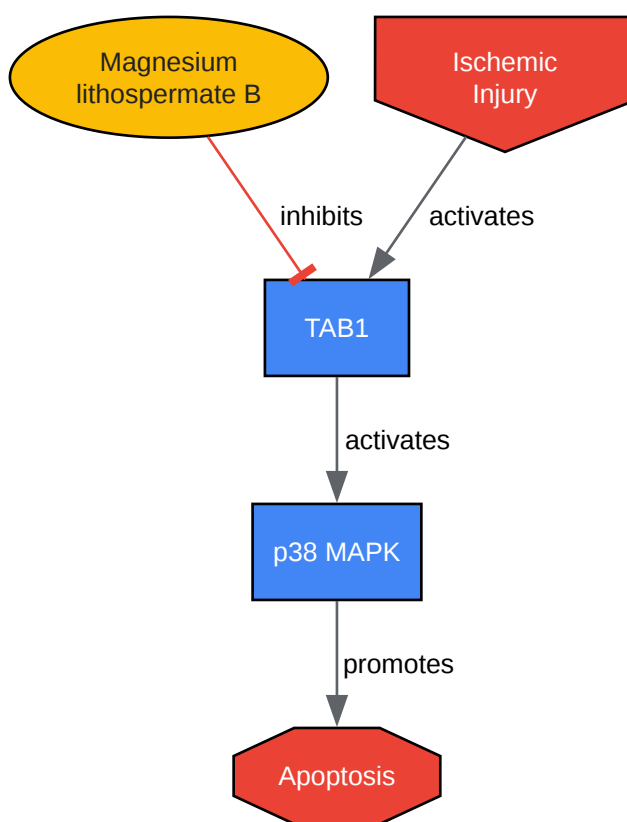 Magnesium
lithospermate B
Ischemic
Injury
inhibits
activates
TAB1
activates
p38 MAPK
promotes
Apoptosis